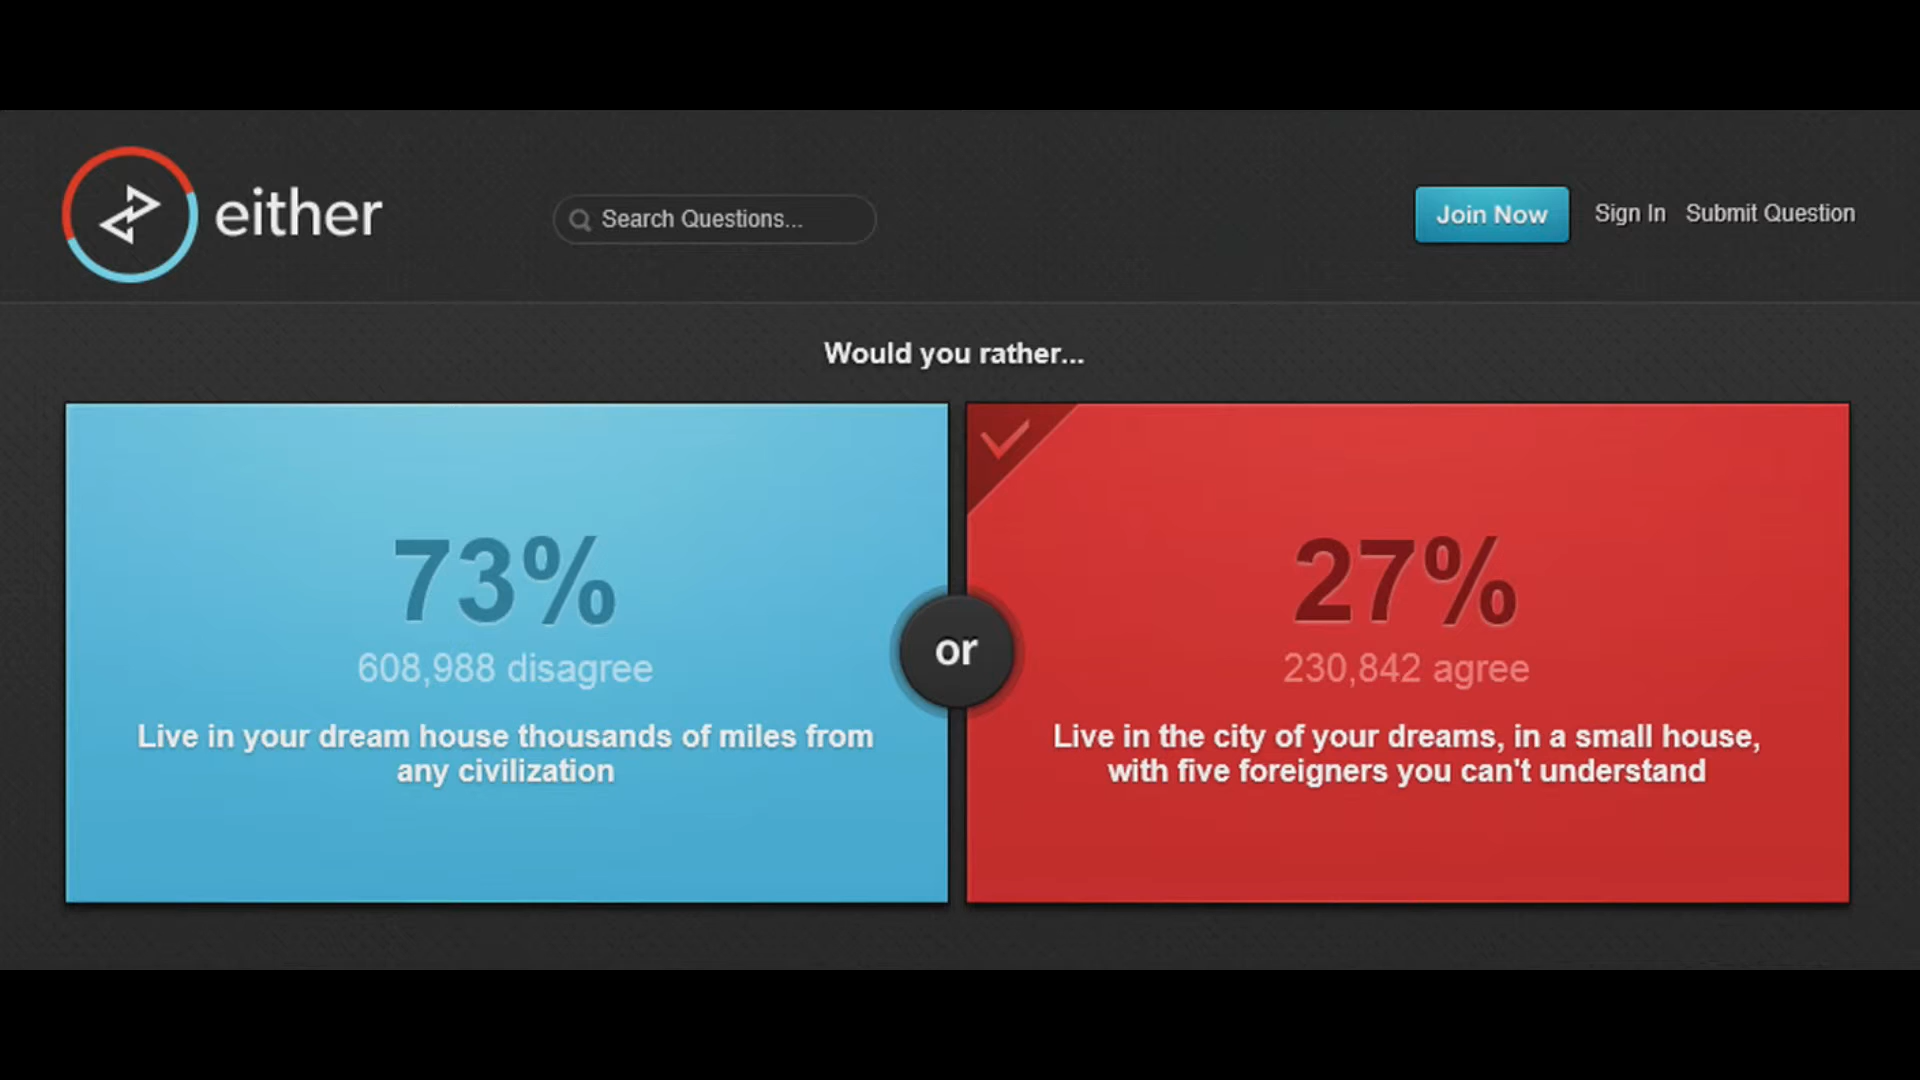 either
Search Questions...
Join Now
Sign In
Submit Question
Would you rather...
73%
608,988 disagree
Live in your dream house thousands of miles from
any civilization
or
27%
230,842 agree
Live in the city of your dreams, in a small house,
with five foreigners you can't understand